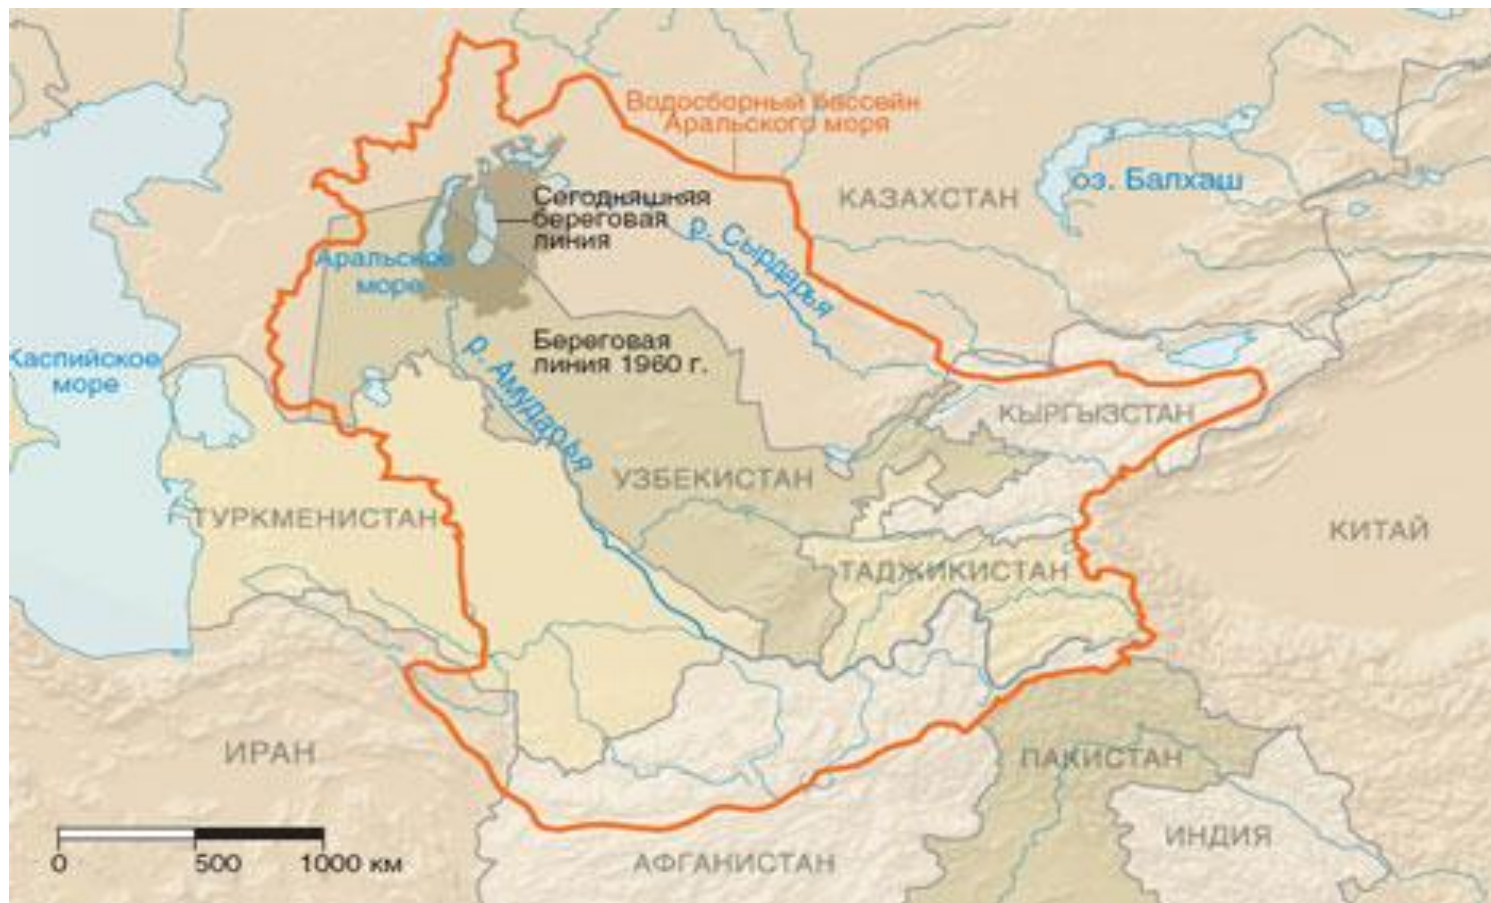 Водосборный бассейн
Аральского моря
оз. Балхаш
КАЗАХСТАН
Сегодняшняя
береговая
линия
р. Сырдарья
Аральское
море
Береговая
линия 1960 г.
р. Амударья
Каспийское
море
КЫРГЫЗСТАН
УЗБЕКИСТАН
ТУРКМЕНИСТАН
КИТАЙ
ТАДЖИКИСТАН
ИРАН
ПАКИСТАН
ИНДИЯ
АФГАНИСТАН
0 500 1000 км